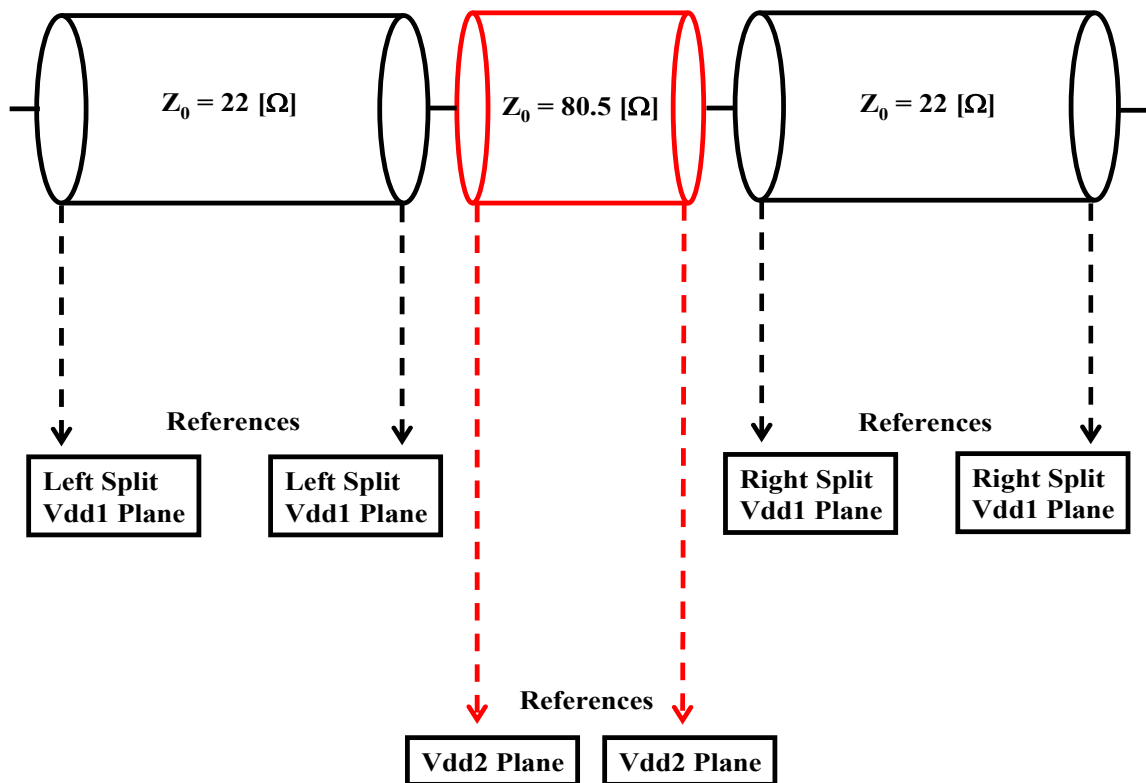 Z₀ = 22 [Ω]
Z₀ = 80.5 [Ω]
Z₀ = 22 [Ω]
References
References
Left Split
Vdd1 Plane
Left Split
Vdd1 Plane
Right Split
Vdd1 Plane
Right Split
Vdd1 Plane
References
Vdd2 Plane
Vdd2 Plane